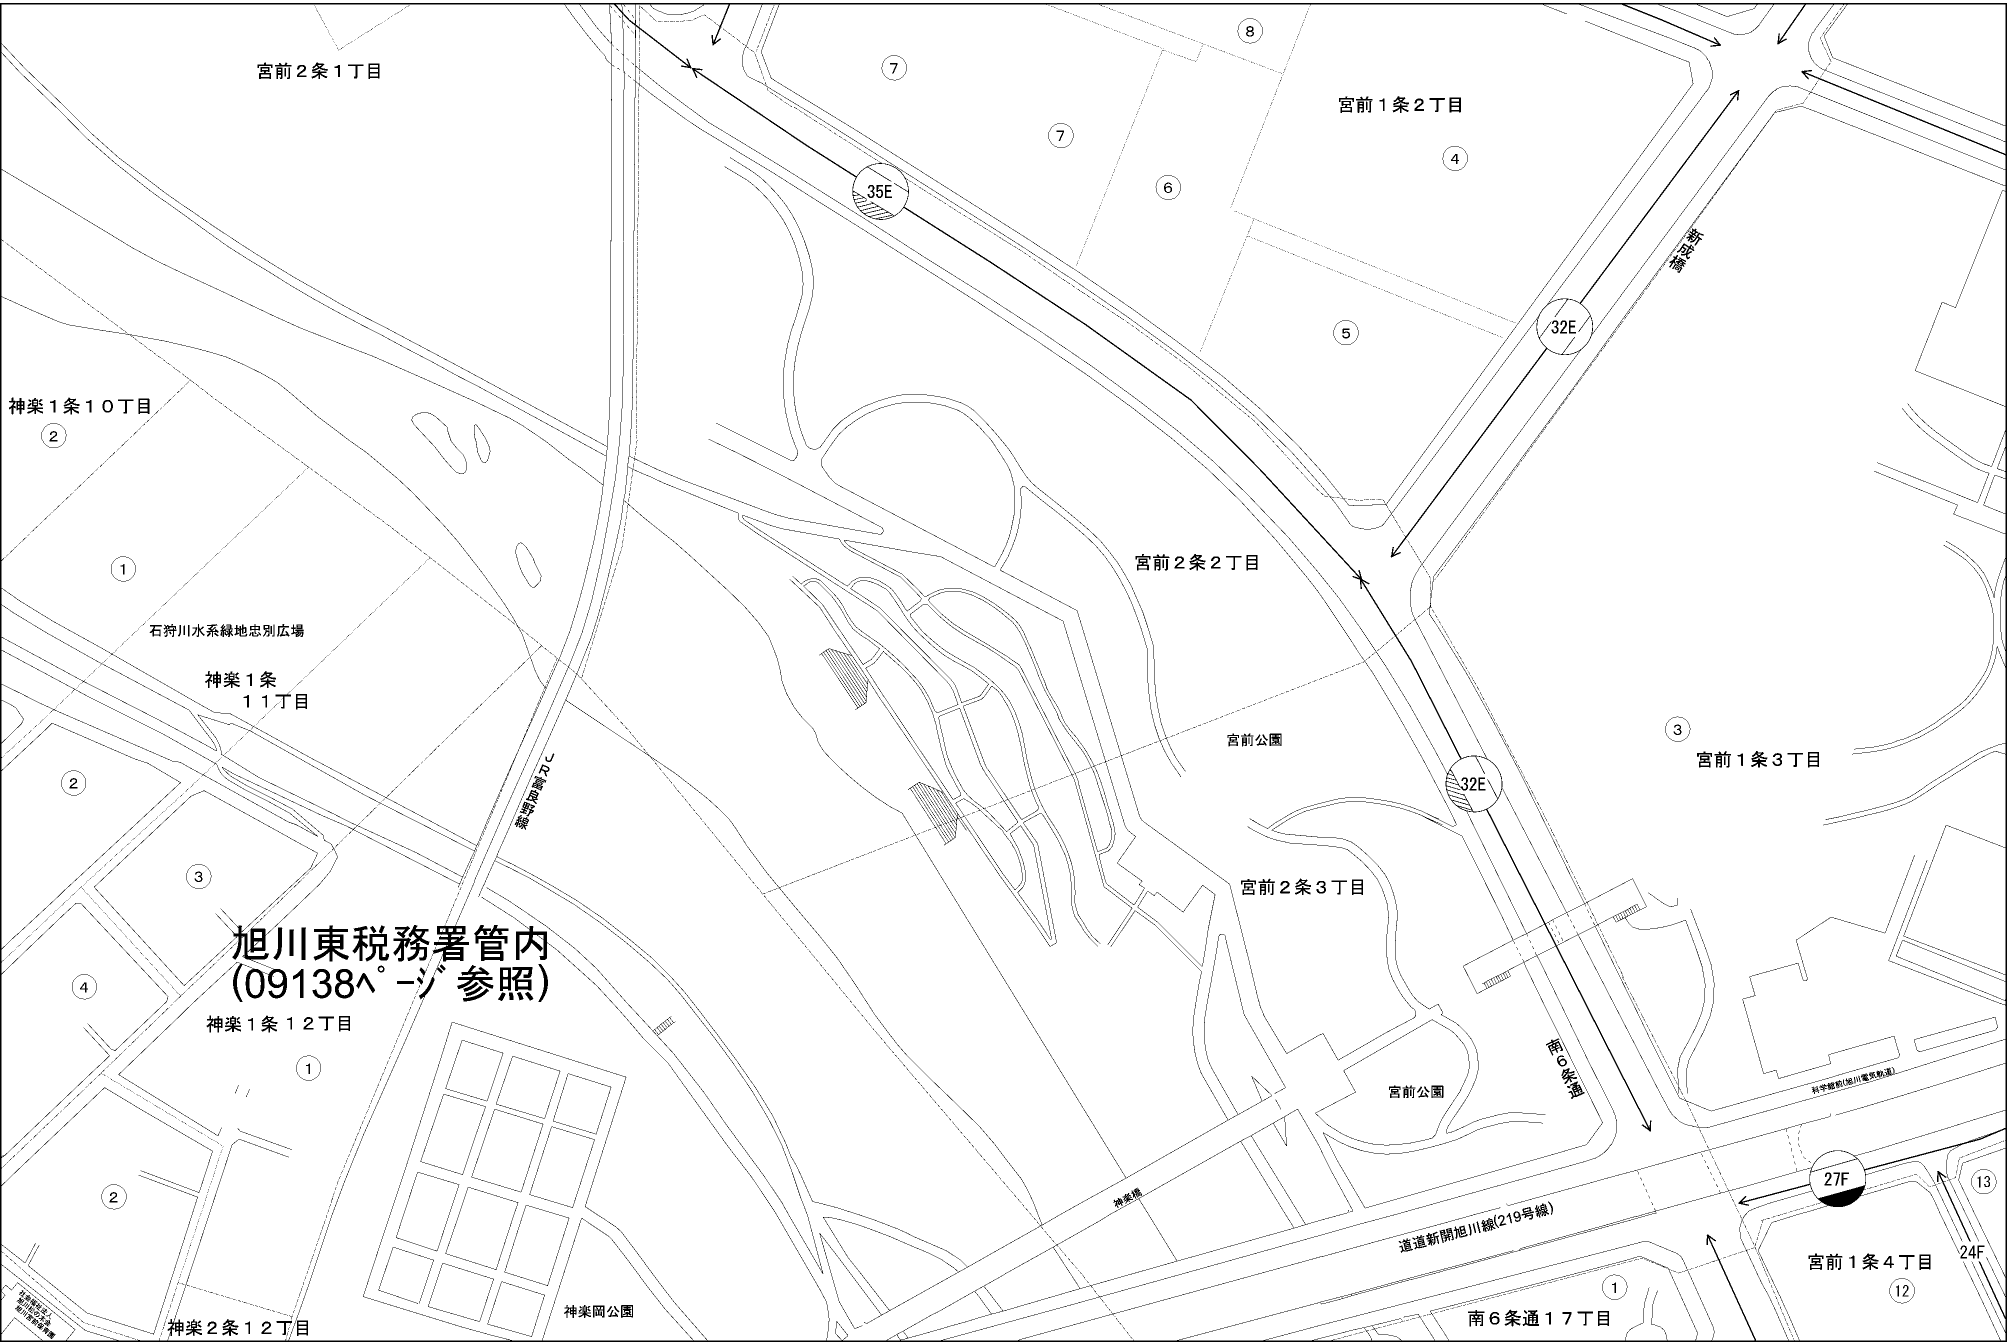 宮前2条1丁目
⑦
⑧
宮前1条2丁目
⑦
④
⑥
35E
新成橋
32E
⑤
神楽1条10丁目
②
①
宮前2条2丁目
石狩川水系緑地忠別広場
神楽1条
11丁目
宮前公園
③
宮前1条3丁目
JR富良野線
②
32E
③
宮前2条3丁目
旭川東税務署管内
(09138ページ参照)
④
神楽1条12丁目
①
南6条通
宮前公園
科学館前(旭川電気軌道)
②
神楽橋
27F
⑬
道道新開旭川線(219号線)
24F
宮前1条4丁目
⑫
①
神楽岡公園
南6条通17丁目
神楽2条12丁目
社会福祉法人